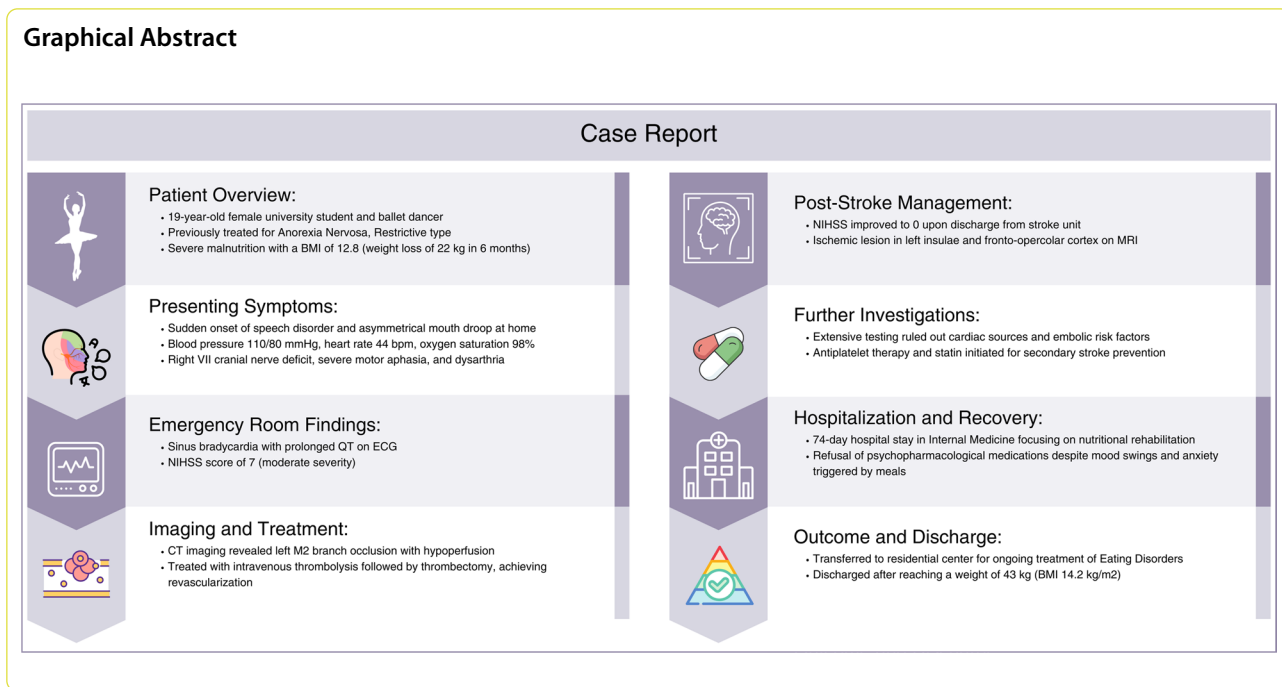 Graphical Abstract
Case Report
Patient Overview:
• 19-year-old female university student and ballet dancer
• Previously treated for Anorexia Nervosa, Restrictive type
• Severe malnutrition with a BMI of 12.8 (weight loss of 22 kg in 6 months)
Presenting Symptoms:
• Sudden onset of speech disorder and asymmetrical mouth droop at home
• Blood pressure 110/80 mmHg, heart rate 44 bpm, oxygen saturation 98%
• Right VII cranial nerve deficit, severe motor aphasia, and dysarthria
Emergency Room Findings:
• Sinus bradycardia with prolonged QT on ECG
• NIHSS score of 7 (moderate severity)
Imaging and Treatment:
• CT imaging revealed left M2 branch occlusion with hypoperfusion
• Treated with intravenous thrombolysis followed by thrombectomy, achieving
revascularization
Post-Stroke Management:
• NIHSS improved to 0 upon discharge from stroke unit
• Ischemic lesion in left insulae and fronto-opercolar cortex on MRI
Further Investigations:
• Extensive testing ruled out cardiac sources and embolic risk factors
• Antiplatelet therapy and statin initiated for secondary stroke prevention
Hospitalization and Recovery:
• 74-day hospital stay in Internal Medicine focusing on nutritional rehabilitation
• Refusal of psychopharmacological medications despite mood swings and anxiety
triggered by meals
Outcome and Discharge:
• Transferred to residential center for ongoing treatment of Eating Disorders
• Discharged after reaching a weight of 43 kg (BMI 14.2 kg/m2)